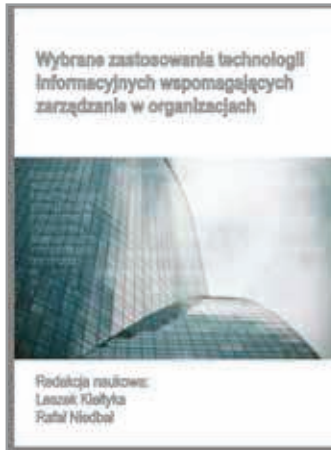 Wybrane zastosowania technologii
informacyjnych wspomagających
zarządzanie w organizacjach
Redakcja naukowa:
Leszek Kiełtyka
Rafał Niedbał